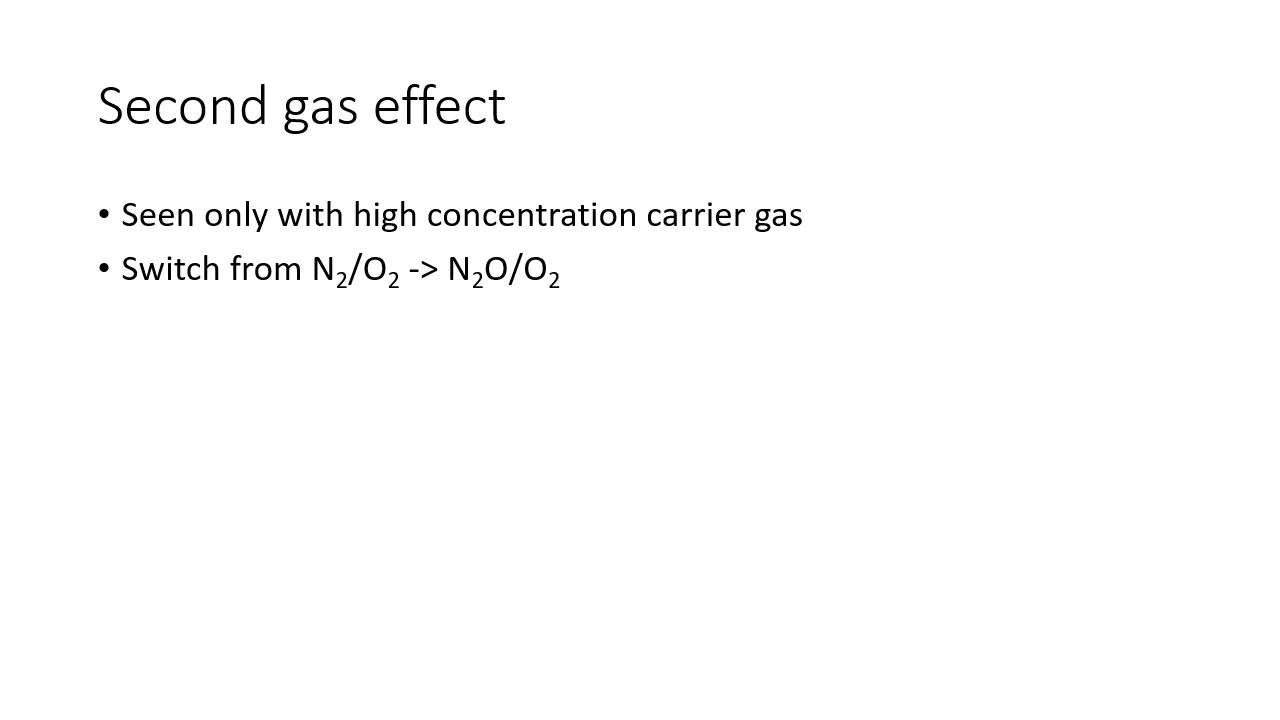 Second gas effect
• Seen only with high concentration carrier gas
• Switch from N₂/O₂ -> N₂O/O₂